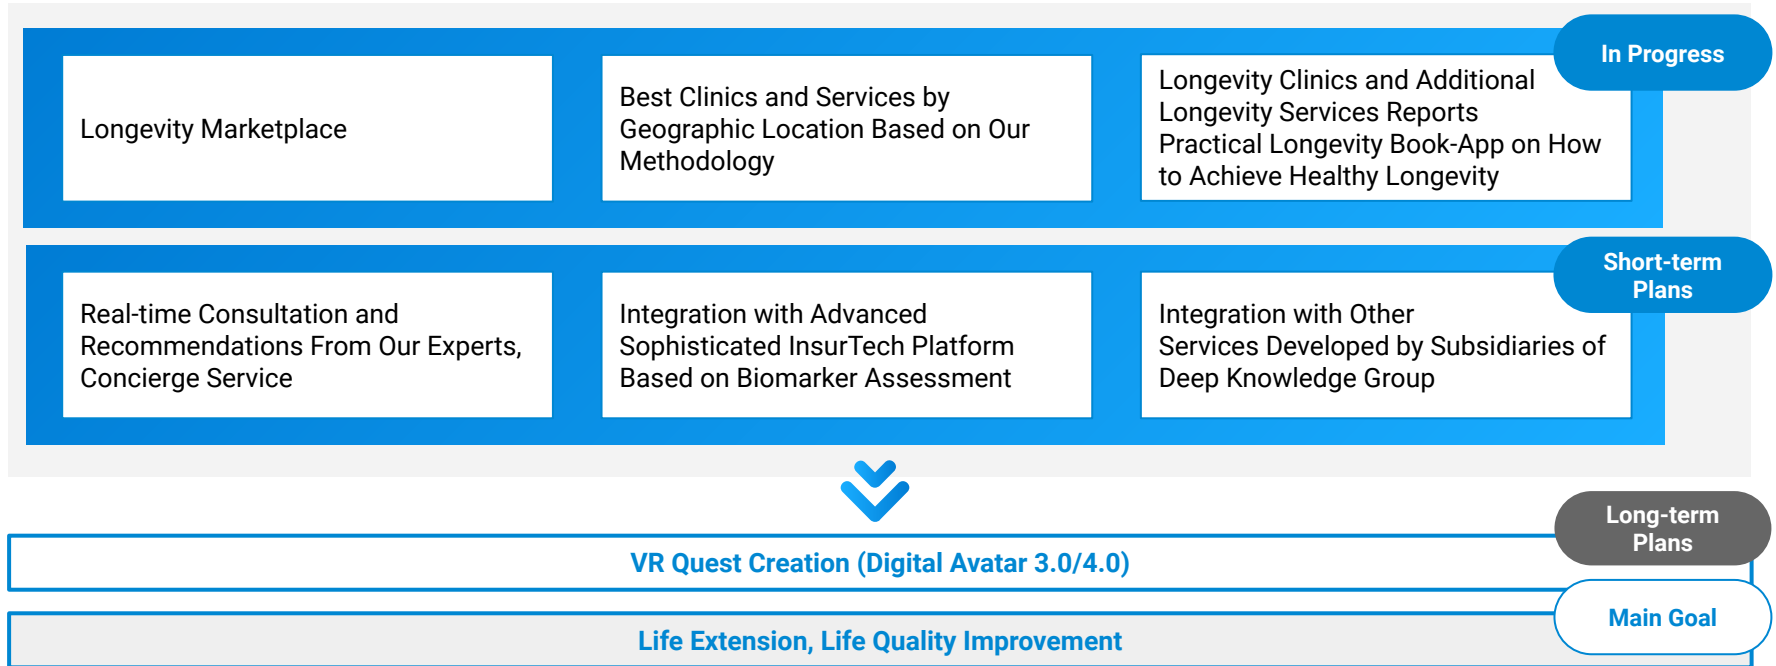 In Progress
Longevity Marketplace
Best Clinics and Services by
Geographic Location Based on Our
Methodology
Longevity Clinics and Additional
Longevity Services Reports
Practical Longevity Book-App on How
to Achieve Healthy Longevity
Short-term
Plans
Real-time Consultation and
Recommendations From Our Experts,
Concierge Service
Integration with Advanced
Sophisticated InsurTech Platform
Based on Biomarker Assessment
Integration with Other
Services Developed by Subsidiaries of
Deep Knowledge Group
Long-term
Plans
VR Quest Creation (Digital Avatar 3.0/4.0)
Main Goal
Life Extension, Life Quality Improvement